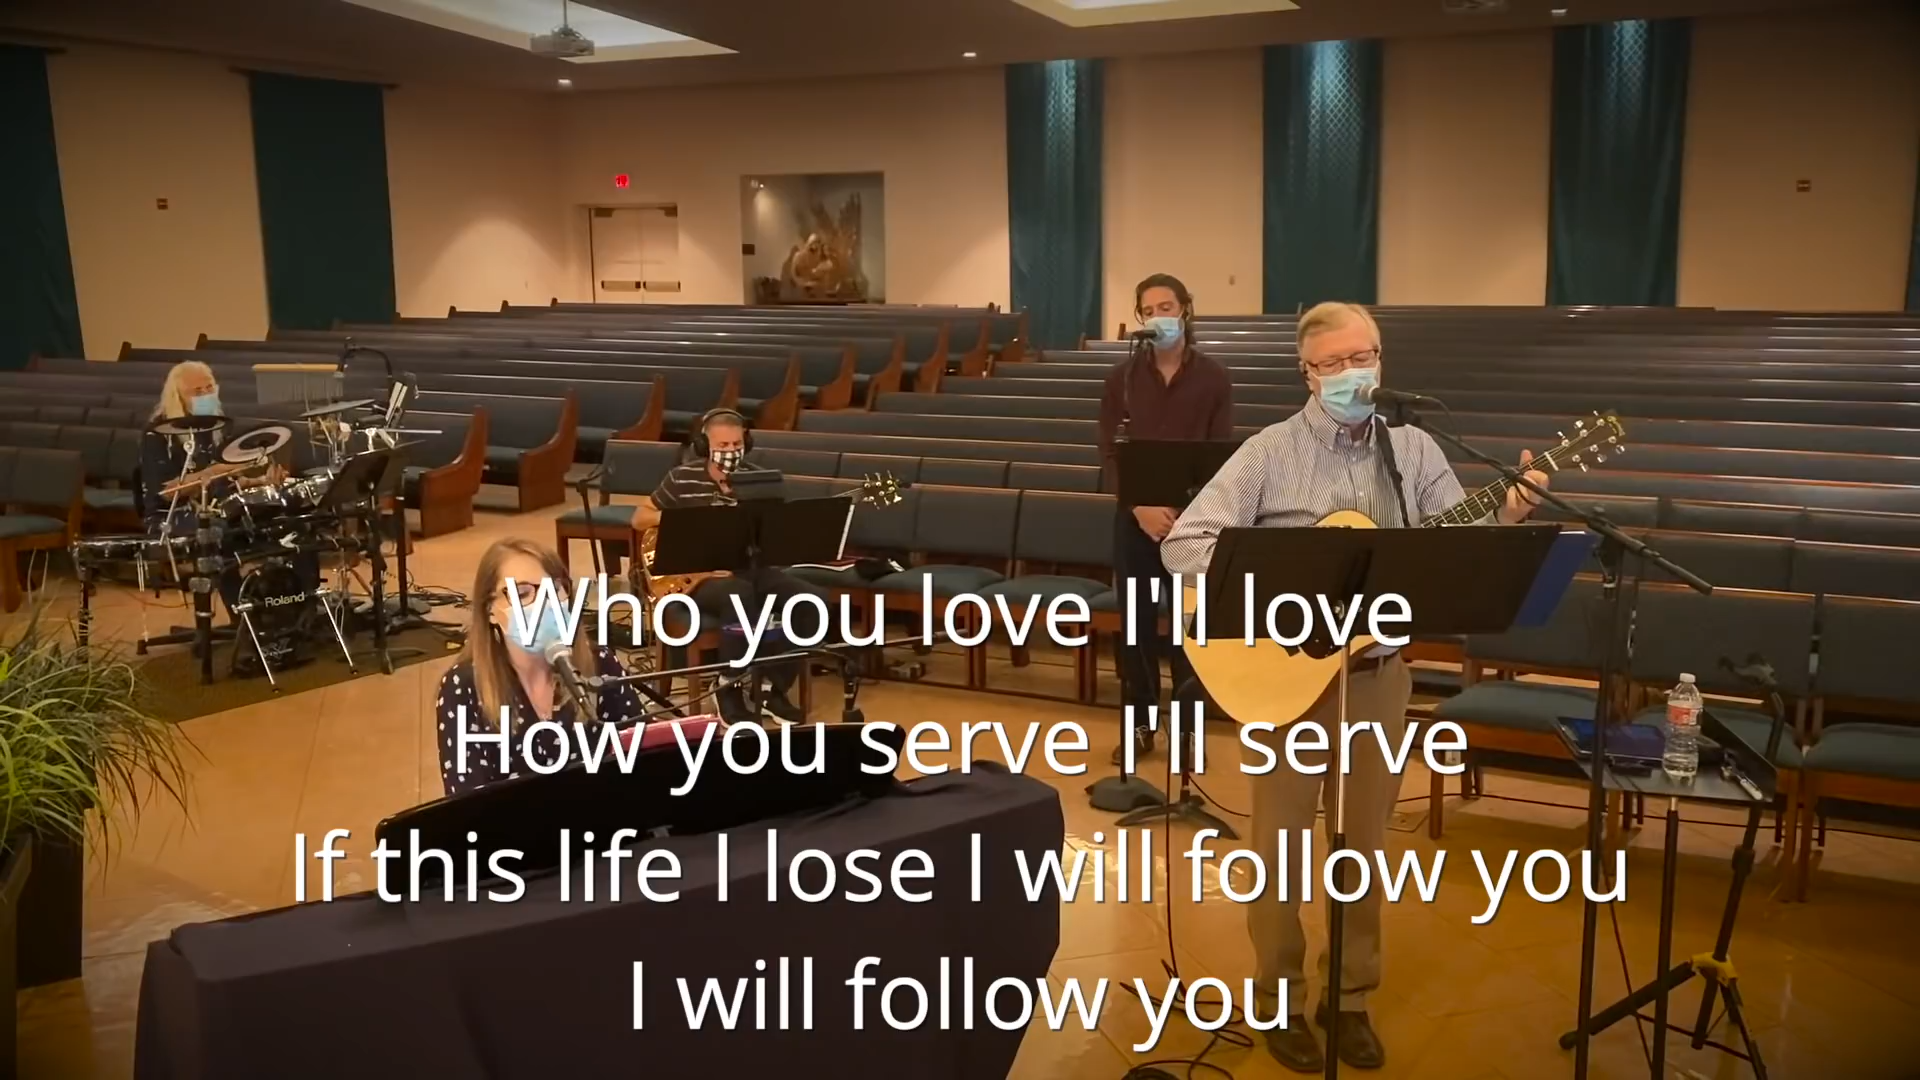 Roland
Who you love I'll love
How you serve I'll serve
If this life I lose I will follow you
I will follow you